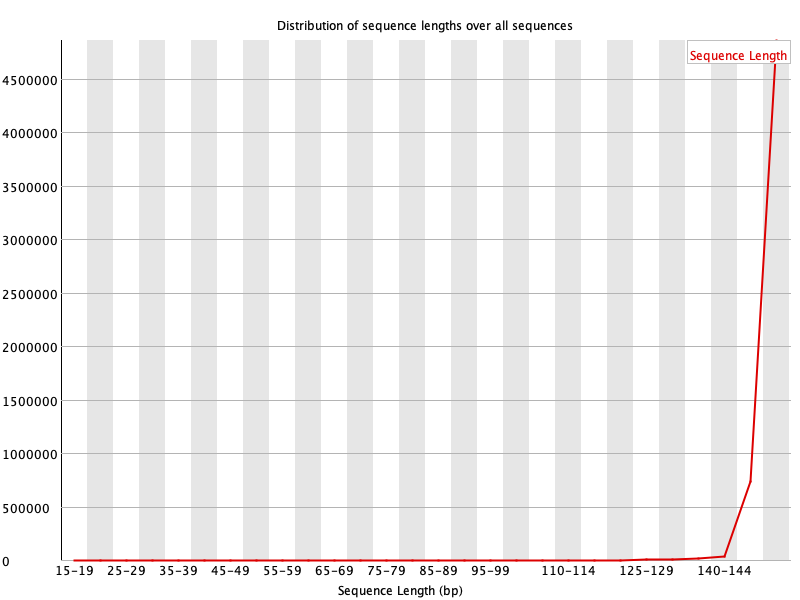 Distribution of sequence lengths over all sequences
Sequence Length
4500000
4000000
3500000
3000000
2500000
2000000
1500000
1000000
500000
0
15-19 25-29 35-39 45-49 55-59 65-69 75-79 85-89 95-99 110-114 125-129 140-144
Sequence Length (bp)